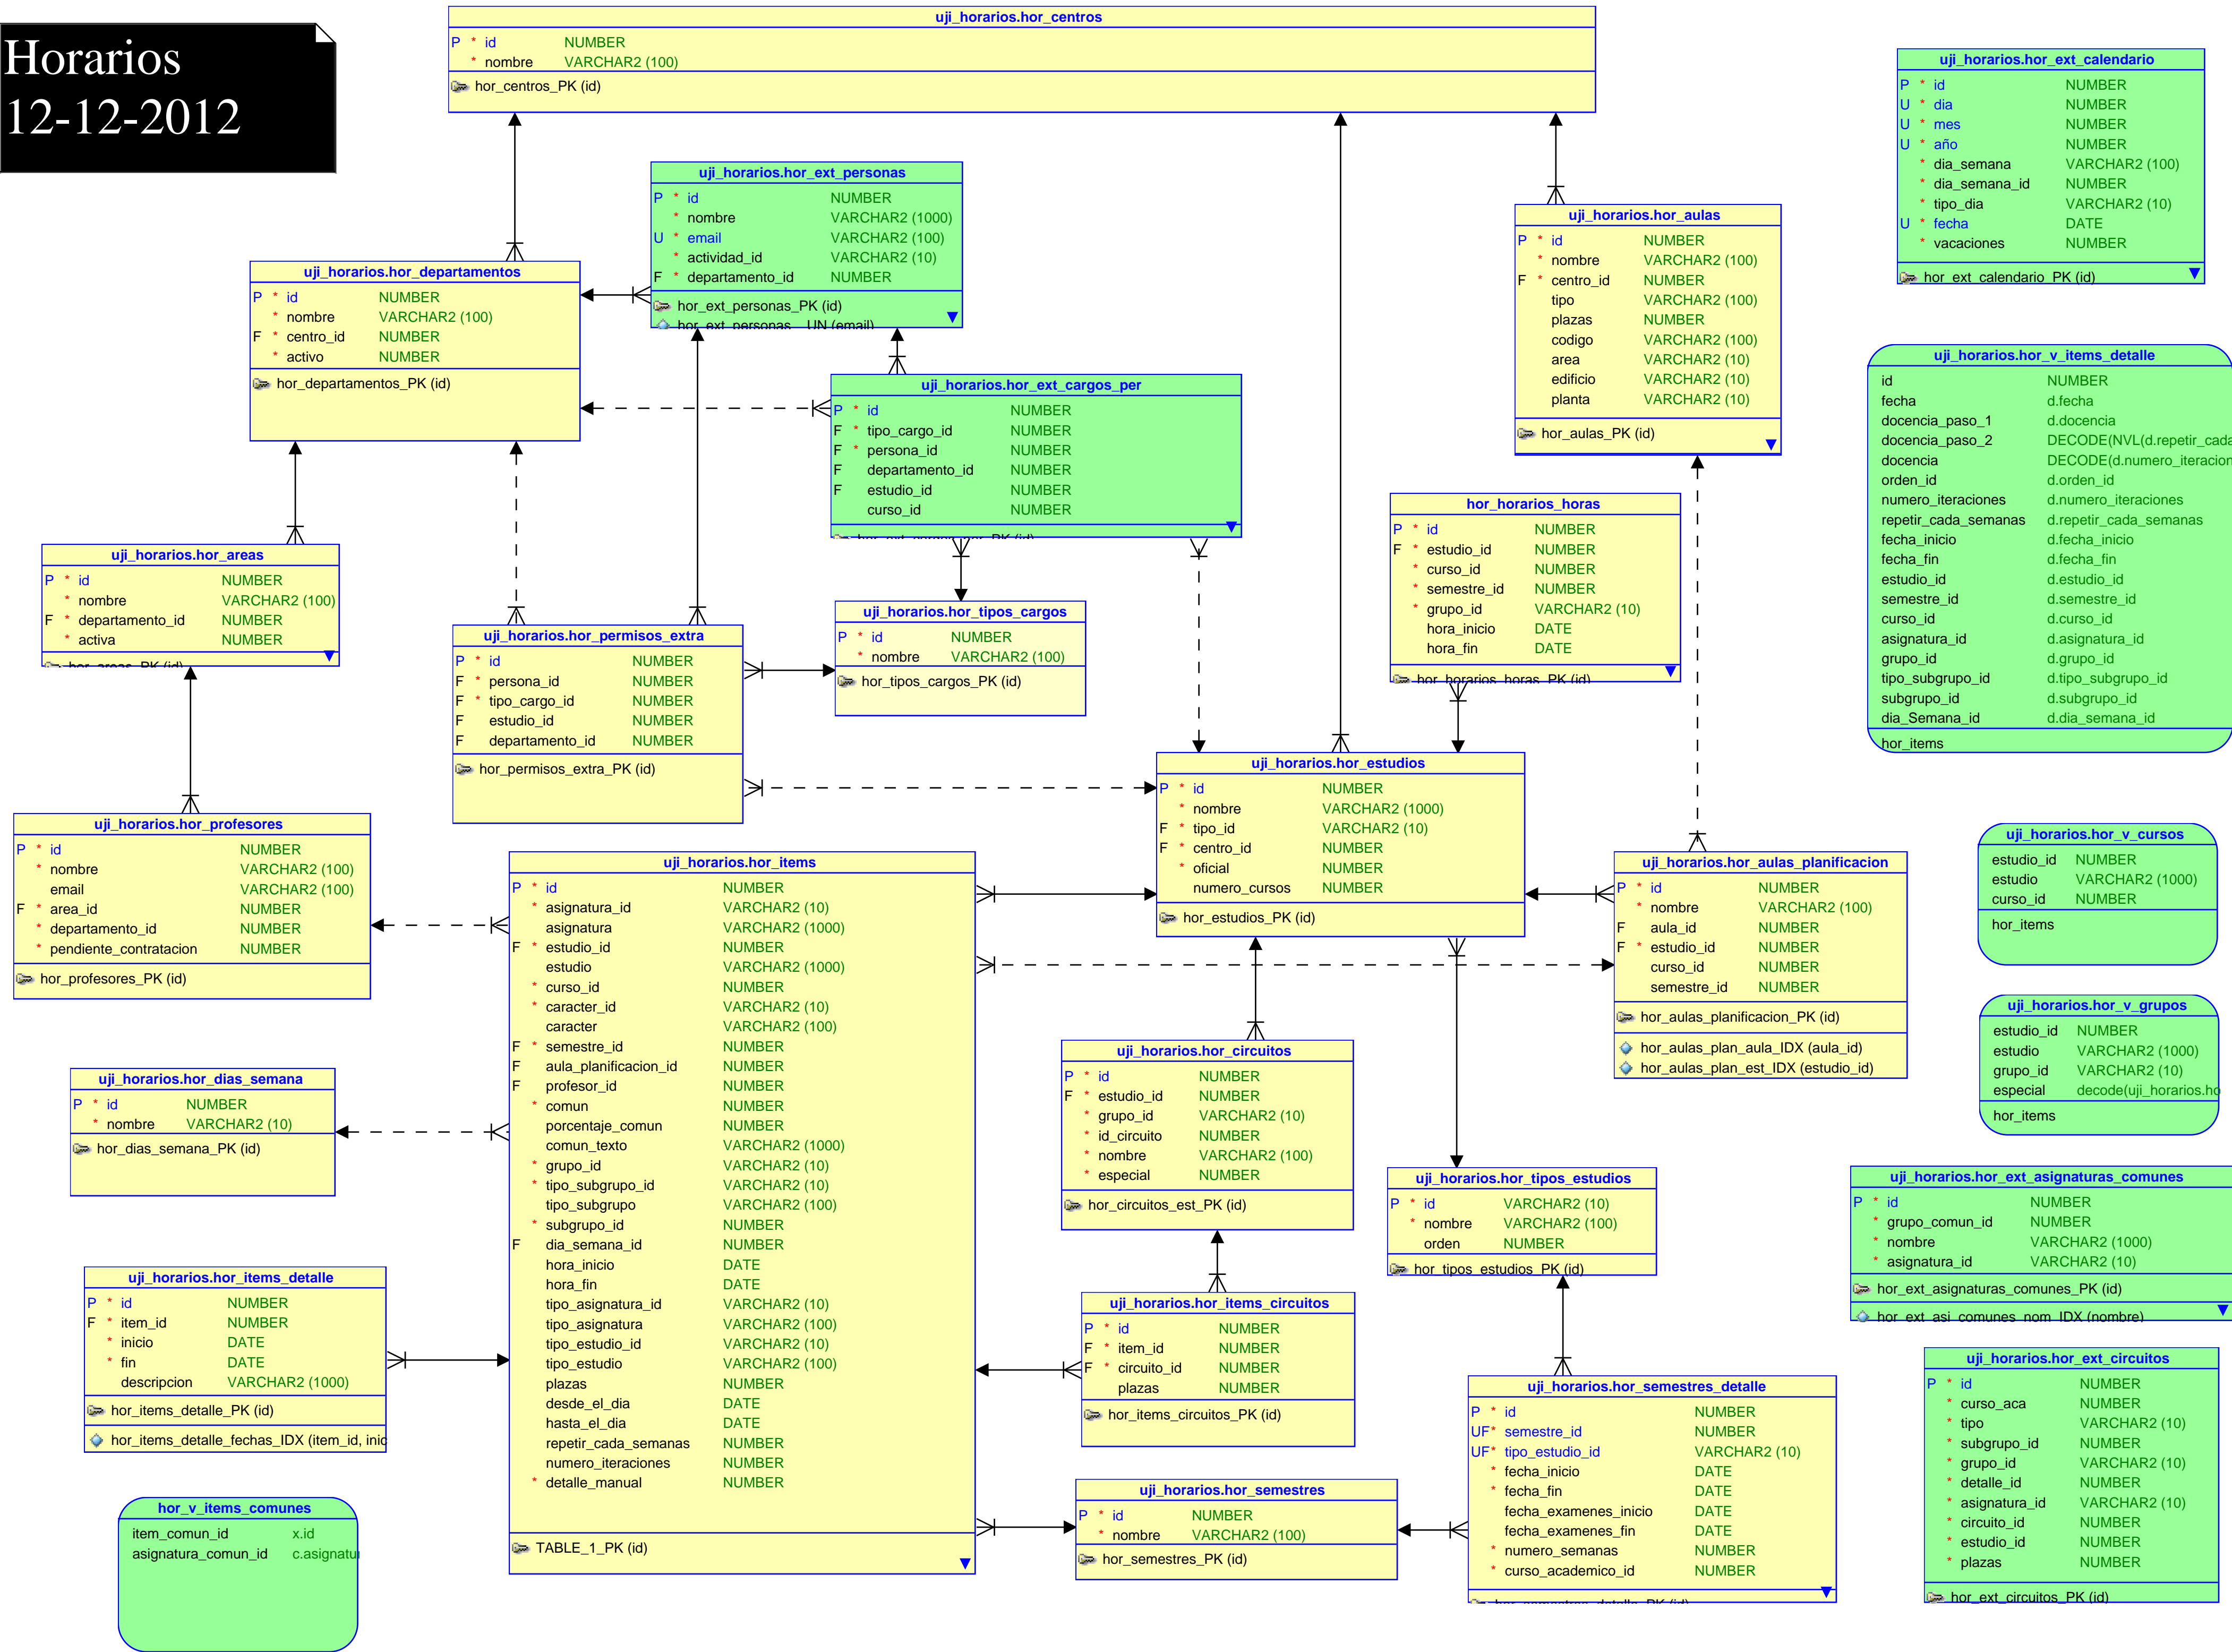 Horarios
12-12-2012
uji_horarios.hor_centros
P * id NUMBER
* nombre VARCHAR2 (100)
hor_centros_PK (id)
uji_horarios.hor_ext_calendario
P * id NUMBER
U * dia NUMBER
U * mes NUMBER
U * año NUMBER
* dia_semana VARCHAR2 (100)
* dia_semana_id NUMBER
* tipo_dia VARCHAR2 (10)
U * fecha DATE
* vacaciones NUMBER
hor_ext_calendario_PK (id)
uji_horarios.hor_ext_personas
P * id NUMBER
* nombre VARCHAR2 (1000)
U * email VARCHAR2 (100)
* actividad_id VARCHAR2 (10)
F * departamento_id NUMBER
hor_ext_personas_PK (id)
hor_ext_personas__UN (email)
uji_horarios.hor_aulas
P * id NUMBER
* nombre VARCHAR2 (100)
F * centro_id NUMBER
tipo VARCHAR2 (100)
plazas NUMBER
codigo VARCHAR2 (100)
area VARCHAR2 (10)
edificio VARCHAR2 (10)
planta VARCHAR2 (10)
hor_aulas_PK (id)
uji_horarios.hor_departamentos
P * id NUMBER
* nombre VARCHAR2 (100)
F * centro_id NUMBER
* activo NUMBER
hor_departamentos_PK (id)
uji_horarios.hor_ext_cargos_per
P * id NUMBER
F * tipo_cargo_id NUMBER
F * persona_id NUMBER
F departamento_id NUMBER
F estudio_id NUMBER
curso_id NUMBER
uji_horarios.hor_v_items_detalle
id NUMBER
fecha d.fecha
docencia_paso_1 d.docencia
docencia_paso_2 DECODE(NVL(d.repetir_cada
docencia DECODE(d.numero_iteracion
orden_id d.orden_id
numero_iteraciones d.numero_iteraciones
repetir_cada_semanas d.repetir_cada_semanas
fecha_inicio d.fecha_inicio
fecha_fin d.fecha_fin
estudio_id d.estudio_id
semestre_id d.semestre_id
curso_id d.curso_id
asignatura_id d.asignatura_id
grupo_id d.grupo_id
tipo_subgrupo_id d.tipo_subgrupo_id
subgrupo_id d.subgrupo_id
dia_Semana_id d.dia_semana_id
hor_items
hor_horarios_horas
P * id NUMBER
F * estudio_id NUMBER
* curso_id NUMBER
* semestre_id NUMBER
* grupo_id VARCHAR2 (10)
hora_inicio DATE
hora_fin DATE
hor_horarios_horas_PK (id)
uji_horarios.hor_areas
P * id NUMBER
* nombre VARCHAR2 (100)
F * departamento_id NUMBER
* activa NUMBER
hor_areas_PK (id)
uji_horarios.hor_permisos_extra
P * id NUMBER
F * persona_id NUMBER
F * tipo_cargo_id NUMBER
F estudio_id NUMBER
F departamento_id NUMBER
hor_permisos_extra_PK (id)
uji_horarios.hor_tipos_cargos
P * id NUMBER
* nombre VARCHAR2 (100)
hor_tipos_cargos_PK (id)
uji_horarios.hor_estudios
P * id NUMBER
* nombre VARCHAR2 (1000)
F * tipo_id VARCHAR2 (10)
F * centro_id NUMBER
* oficial NUMBER
numero_cursos NUMBER
hor_estudios_PK (id)
uji_horarios.hor_profesores
P * id NUMBER
* nombre VARCHAR2 (100)
email VARCHAR2 (100)
F * area_id NUMBER
* departamento_id NUMBER
* pendiente_contratacion NUMBER
hor_profesores_PK (id)
uji_horarios.hor_items
P * id NUMBER
* asignatura_id VARCHAR2 (10)
asignatura VARCHAR2 (1000)
F * estudio_id NUMBER
estudio VARCHAR2 (1000)
* curso_id NUMBER
* caracter_id VARCHAR2 (10)
caracter VARCHAR2 (100)
F * semestre_id NUMBER
F aula_planificacion_id NUMBER
F profesor_id NUMBER
* comun NUMBER
porcentaje_comun NUMBER
comun_texto VARCHAR2 (1000)
* grupo_id VARCHAR2 (10)
* tipo_subgrupo_id VARCHAR2 (10)
tipo_subgrupo VARCHAR2 (100)
* subgrupo_id NUMBER
F dia_semana_id NUMBER
hora_inicio DATE
hora_fin DATE
tipo_asignatura_id VARCHAR2 (10)
tipo_asignatura VARCHAR2 (100)
tipo_estudio_id VARCHAR2 (10)
tipo_estudio VARCHAR2 (100)
plazas NUMBER
desde_el_dia DATE
hasta_el_dia DATE
repetir_cada_semanas NUMBER
numero_iteraciones NUMBER
* detalle_manual NUMBER
TABLE_1_PK (id)
uji_horarios.hor_aulas_planificacion
P * id NUMBER
* nombre VARCHAR2 (100)
F aula_id NUMBER
F * estudio_id NUMBER
curso_id NUMBER
semestre_id NUMBER
hor_aulas_planificacion_PK (id)
hor_aulas_plan_aula_IDX (aula_id)
hor_aulas_plan_est_IDX (estudio_id)
uji_horarios.hor_v_cursos
estudio_id NUMBER
estudio VARCHAR2 (1000)
curso_id NUMBER
hor_items
uji_horarios.hor_v_grupos
estudio_id NUMBER
estudio VARCHAR2 (1000)
grupo_id VARCHAR2 (10)
especial decode(uji_horarios.ho
hor_items
uji_horarios.hor_circuitos
P * id NUMBER
F * estudio_id NUMBER
* grupo_id VARCHAR2 (10)
* id_circuito NUMBER
* nombre VARCHAR2 (100)
* especial NUMBER
hor_circuitos_est_PK (id)
uji_horarios.hor_dias_semana
P * id NUMBER
* nombre VARCHAR2 (10)
hor_dias_semana_PK (id)
uji_horarios.hor_tipos_estudios
P * id VARCHAR2 (10)
* nombre VARCHAR2 (100)
orden NUMBER
hor_tipos_estudios_PK (id)
uji_horarios.hor_ext_asignaturas_comunes
P * id NUMBER
* grupo_comun_id NUMBER
* nombre VARCHAR2 (1000)
* asignatura_id VARCHAR2 (10)
hor_ext_asignaturas_comunes_PK (id)
hor_ext_asi_comunes_nom_IDX (nombre)
uji_horarios.hor_items_detalle
P * id NUMBER
F * item_id NUMBER
* inicio DATE
* fin DATE
descripcion VARCHAR2 (1000)
hor_items_detalle_PK (id)
hor_items_detalle_fechas_IDX (item_id, inic
uji_horarios.hor_items_circuitos
P * id NUMBER
F * item_id NUMBER
F * circuito_id NUMBER
plazas NUMBER
hor_items_circuitos_PK (id)
uji_horarios.hor_ext_circuitos
P * id NUMBER
* curso_aca NUMBER
* tipo VARCHAR2 (10)
* subgrupo_id NUMBER
* grupo_id VARCHAR2 (10)
* detalle_id NUMBER
* asignatura_id VARCHAR2 (10)
* circuito_id NUMBER
* estudio_id NUMBER
* plazas NUMBER
hor_ext_circuitos_PK (id)
uji_horarios.hor_semestres_detalle
P * id NUMBER
UF* semestre_id NUMBER
UF* tipo_estudio_id VARCHAR2 (10)
* fecha_inicio DATE
* fecha_fin DATE
fecha_examenes_inicio DATE
fecha_examenes_fin DATE
* numero_semanas NUMBER
* curso_academico_id NUMBER
uji_horarios.hor_semestres
P * id NUMBER
* nombre VARCHAR2 (100)
hor_semestres_PK (id)
hor_v_items_comunes
item_comun_id x.id
asignatura_comun_id c.asignatu